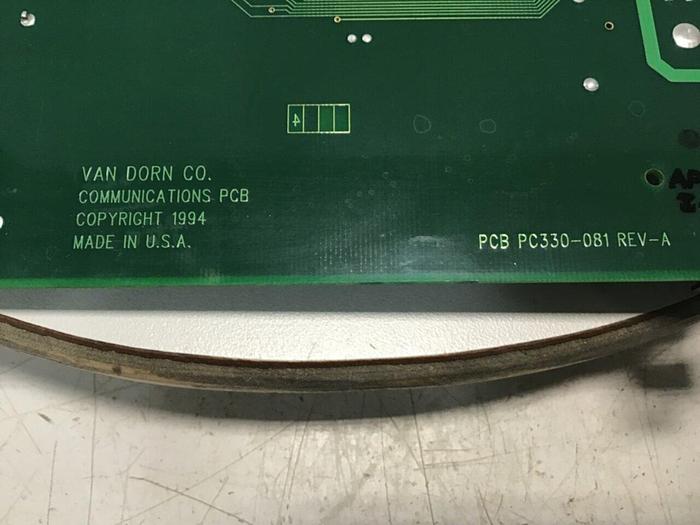 4
VAN DORN CO.
COMMUNICATIONS PCB
COPYRIGHT 1994
MADE IN U.S.A.
PCB PC330-081 REV-A